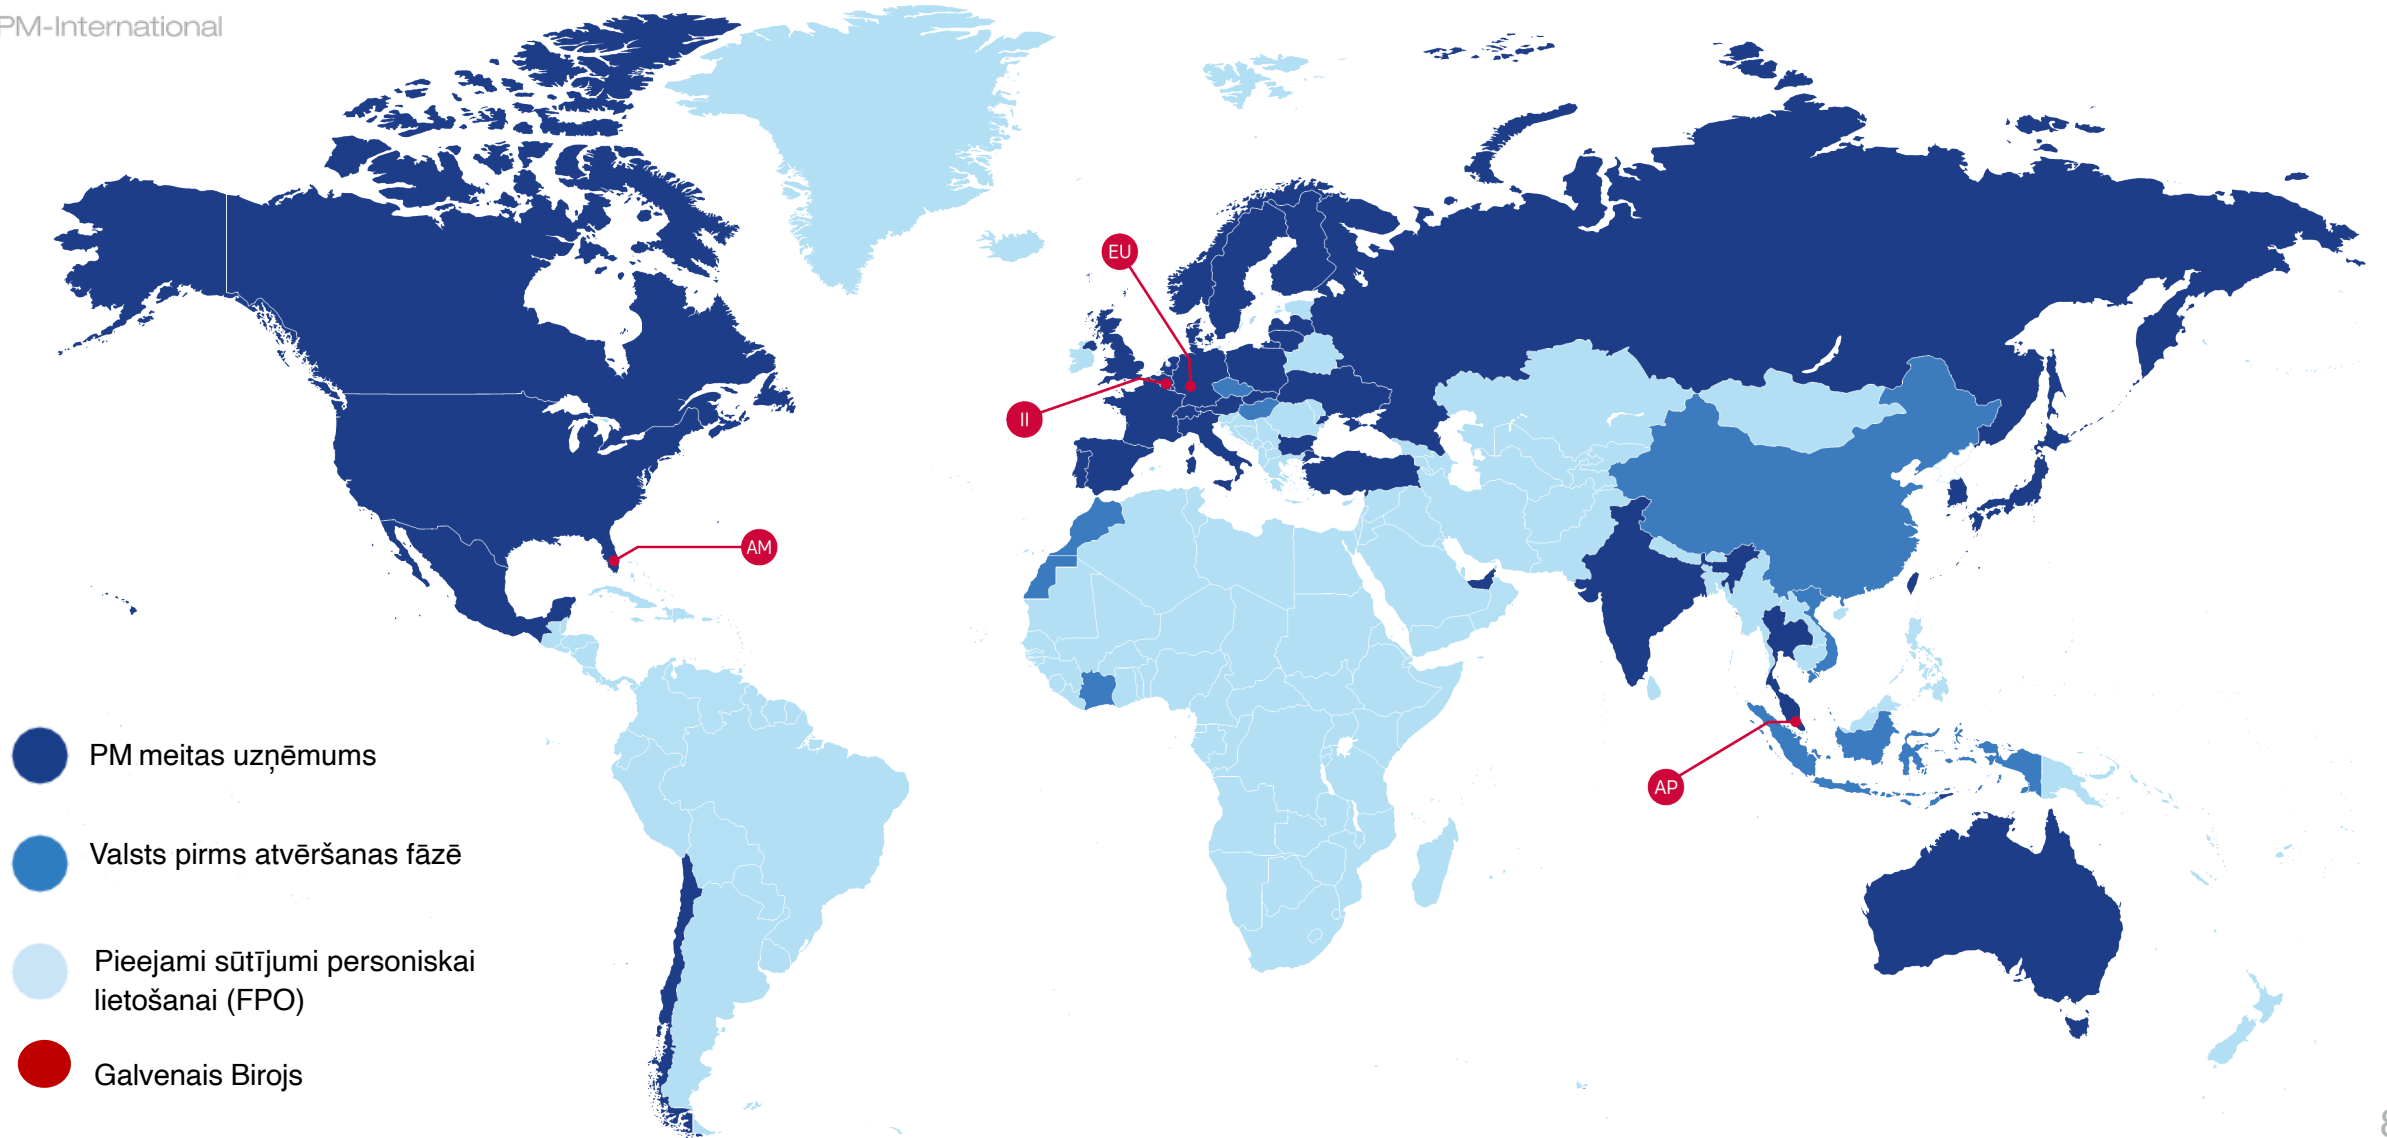 PM-International
EU
II
AM
AP
PM meitas uzņēmums
Valsts pirms atvēršanas fāzē
Pieejami sūtījumi personiskai
lietošanai (FPO)
Galvenais Birojs